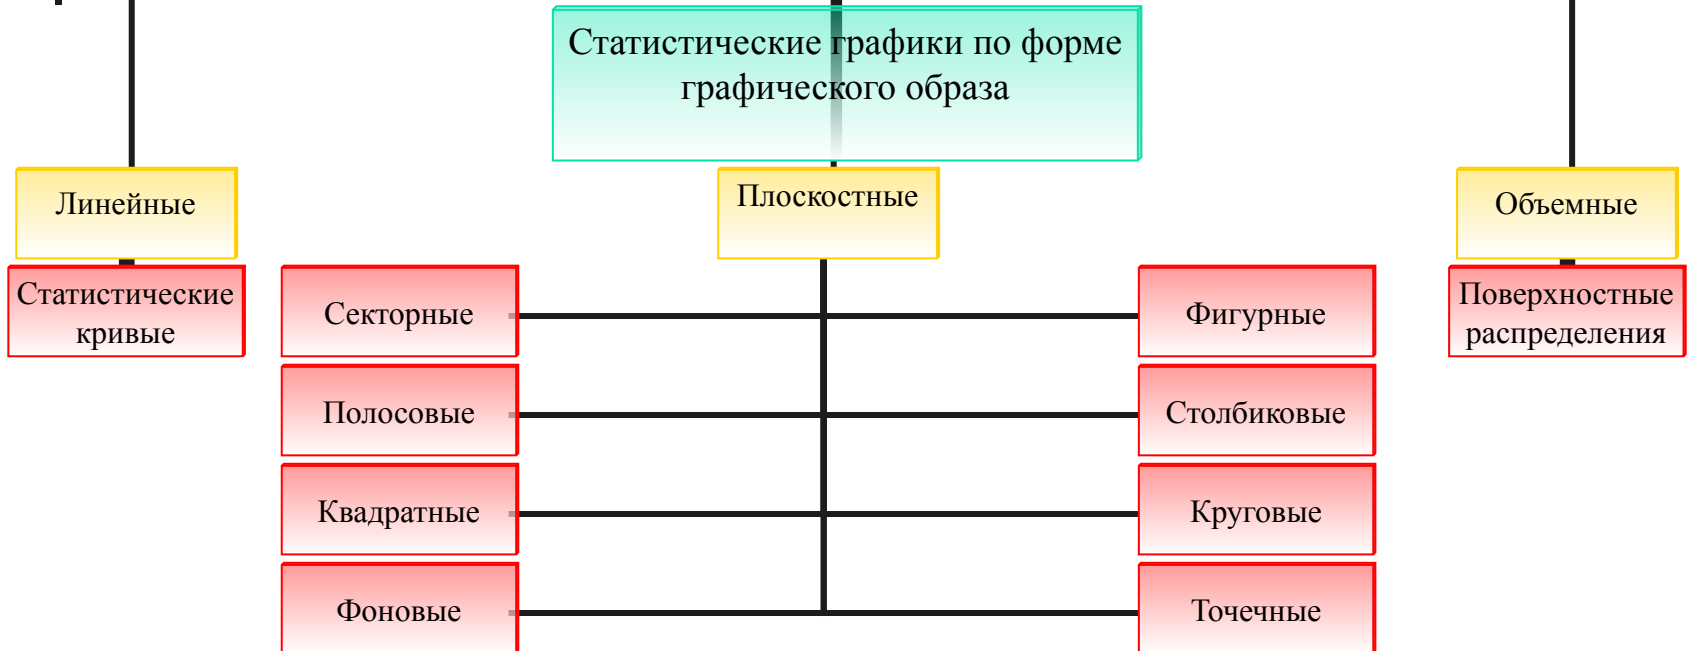 Статистические графики по форме
графического образа
Линейные
Плоскостные
Объемные
Статистические
кривые
Секторные
Фигурные
Поверхностные
распределения
Полосовые
Столбиковые
Квадратные
Круговые
Фоновые
Точечные